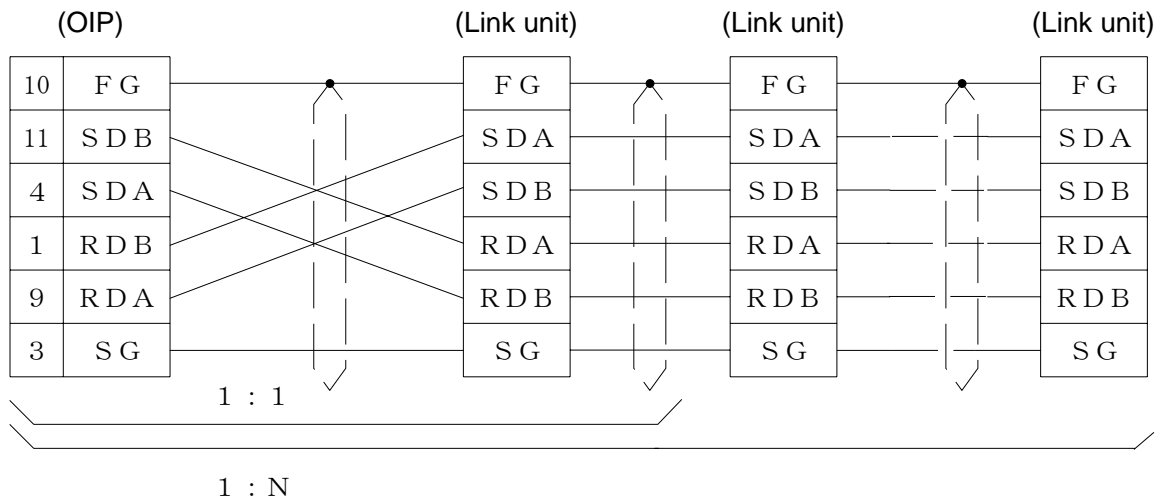 (OIP) (Link unit) (Link unit) (Link unit)
10 FG FG FG FG
11 SDB SDA SDA SDA
4 SDA SDB SDB SDB
1 RDB RDA RDA RDA
9 RDA RDB RDB RDB
3 SG SG SG SG
1 : 1
1 : N